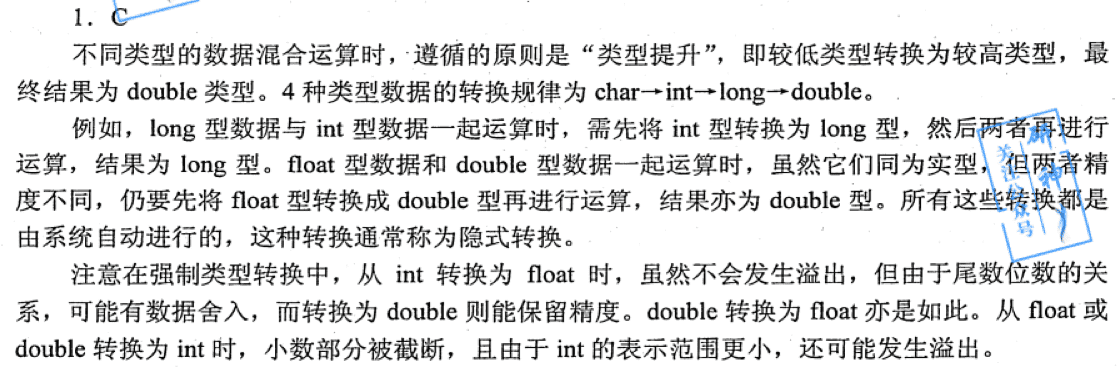 1. C
不同类型的数据混合运算时，遵循的原则是“类型提升”，即较低类型转换为较高类型，最
终结果为 double 类型。4 种类型数据的转换规律为 char→int→long→double。
例如，long 型数据与 int 型数据一起运算时，需先将 int 型转换为 long 型，然后两者再进行
运算，结果为 long 型。float 型数据和 double 型数据一起运算时，虽然它们同为实型，但两者精
度不同，仍要先将 float 型转换成 double 型再进行运算，结果亦为 double 型。所有这些转换都是
由系统自动进行的，这种转换通常称为隐式转换。
注意在强制类型转换中，从 int 转换为 float 时，虽然不会发生溢出，但由于尾数位数的关
系，可能有数据舍入，而转换为 double 则能保留精度。double 转换为 float 亦是如此。从 float 或
double 转换为 int 时，小数部分被截断，且由于 int 的表示范围更小，还可能发生溢出。